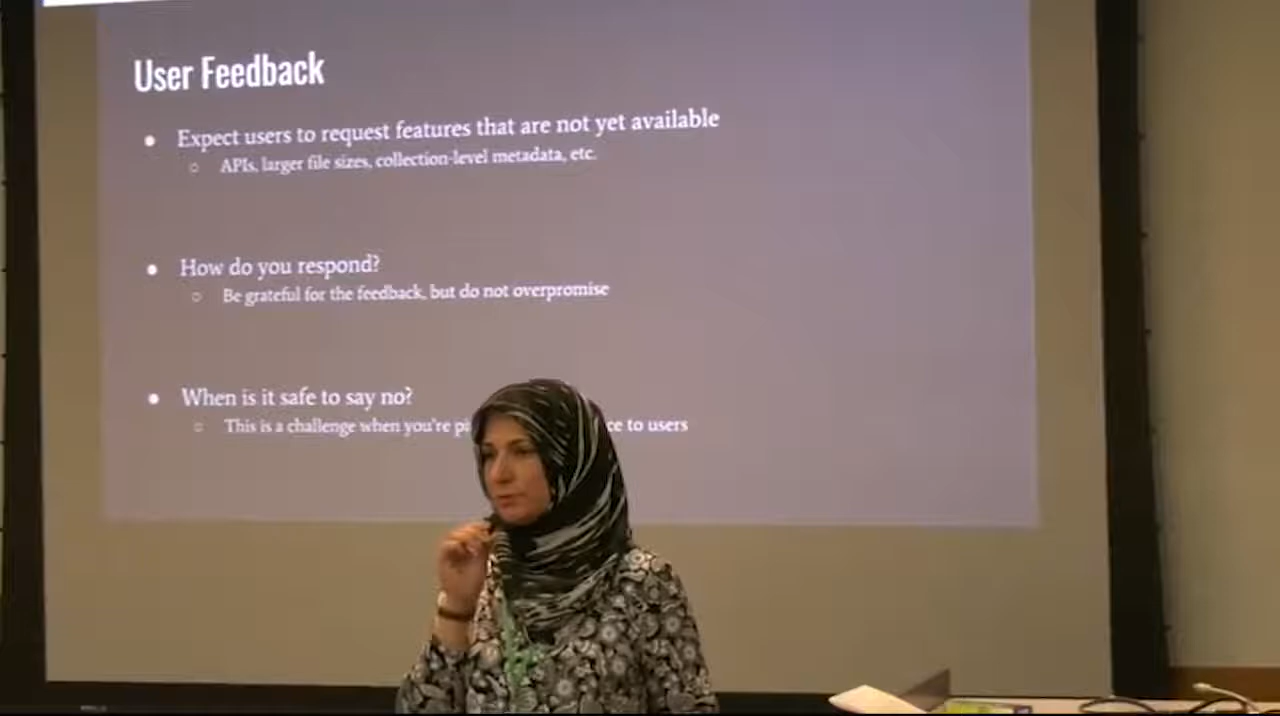 User Feedback
● Expect users to request features that are not yet available
○ APIs, larger file sizes, collection-level metadata, etc.
● How do you respond?
○ Be grateful for the feedback, but do not overpromise
● When is it safe to say no?
○ This is a challenge when you're to users